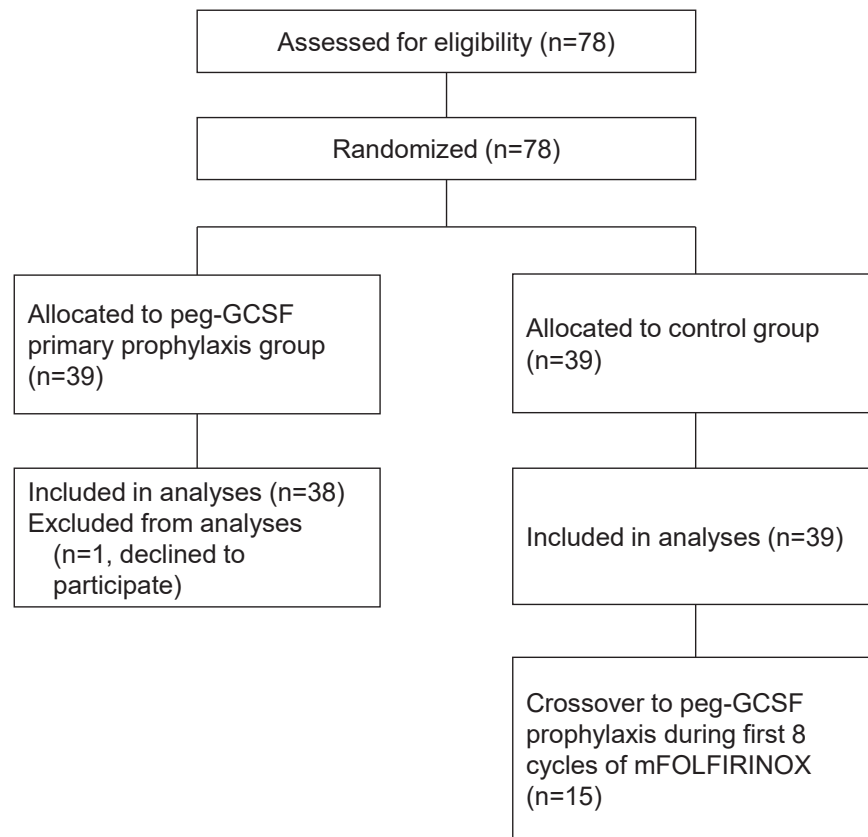 Assessed for eligibility (n=78)
Randomized (n=78)
Allocated to peg-GCSF
primary prophylaxis group
(n=39)
Allocated to control group
(n=39)
Included in analyses (n=38)
Excluded from analyses
(n=1, declined to
participate)
Included in analyses (n=39)
Crossover to peg-GCSF
prophylaxis during first 8
cycles of mFOLFIRINOX
(n=15)